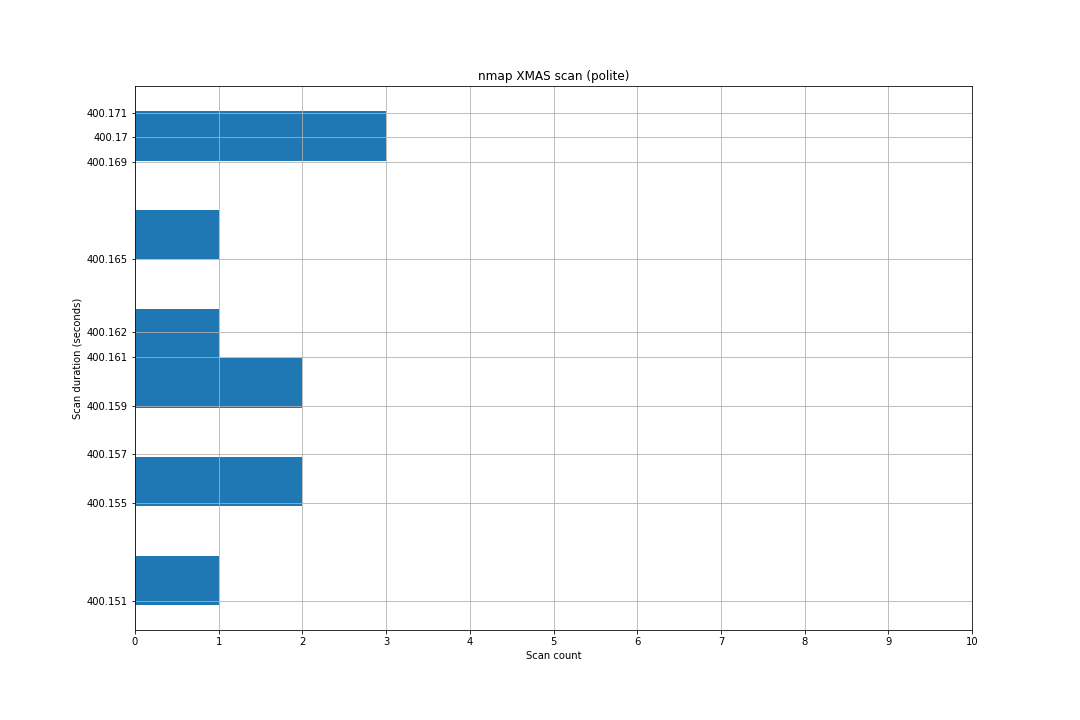 nmap XMAS scan (polite)
400.171
400.17
400.169
400.165
400.162
400.161
400.159
400.157
400.155
400.151
Scan duration (seconds)
0 1 2 3 4 5 6 7 8 9 10
Scan count